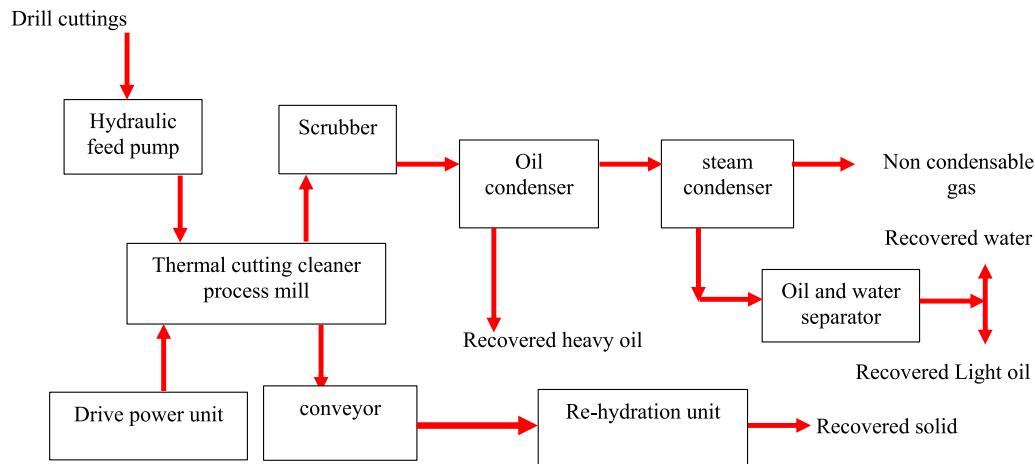 Drill cuttings
Hydraulic
feed pump
Scrubber
Oil
condenser
steam
condenser
Non condensable
gas
Recovered water
Thermal cutting cleaner
process mill
Oil and water
separator
Recovered heavy oil
Recovered Light oil
Drive power unit
conveyor
Re-hydration unit
Recovered solid